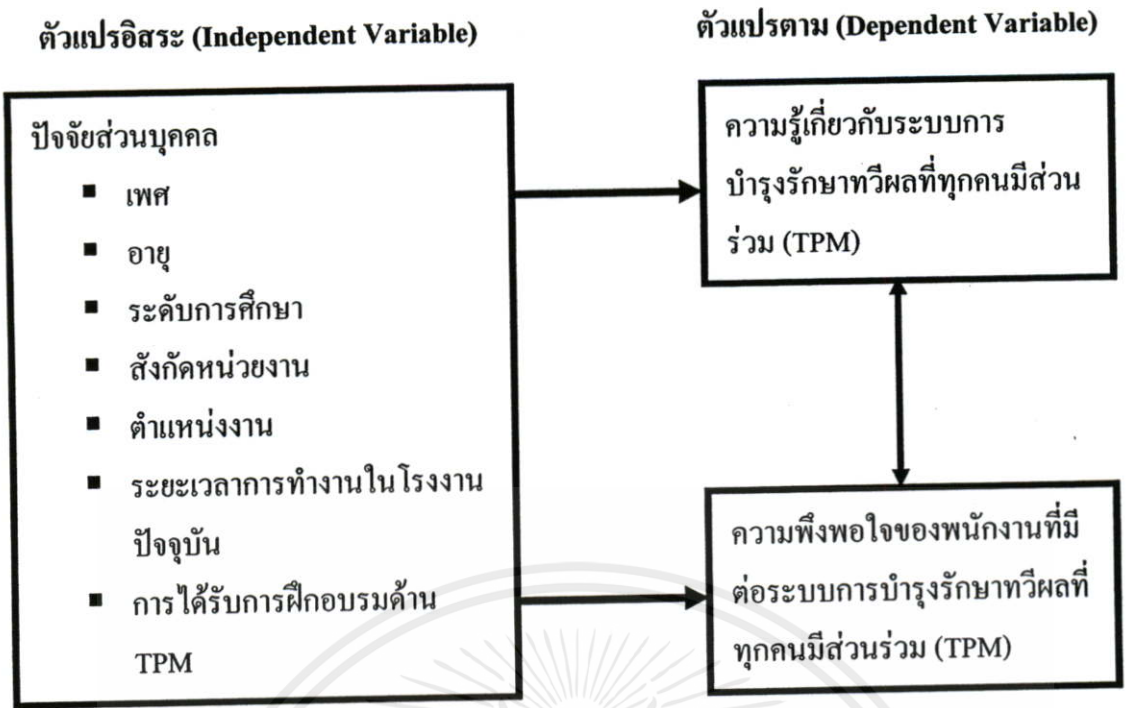 ตัวแปรอิสระ (Independent Variable)
ปัจจัยส่วนบุคคล
■ เพศ
■ อายุ
■ ระดับการศึกษา
■ สังกัดหน่วยงาน
■ ตำแหน่งงาน
■ ระยะเวลาการทำงานในโรงงาน
ปัจจุบัน
■ การได้รับการฝึกอบรมด้าน
TPM
ตัวแปรตาม (Dependent Variable)
ความรู้เกี่ยวกับระบบการ
บำรุงรักษาทวีผลที่ทุกคนมีส่วน
ร่วม (TPM)
ความพึงพอใจของพนักงานที่มี
ต่อระบบการบำรุงรักษาทวีผลที่
ทุกมีส่วนร่วม (TPM)